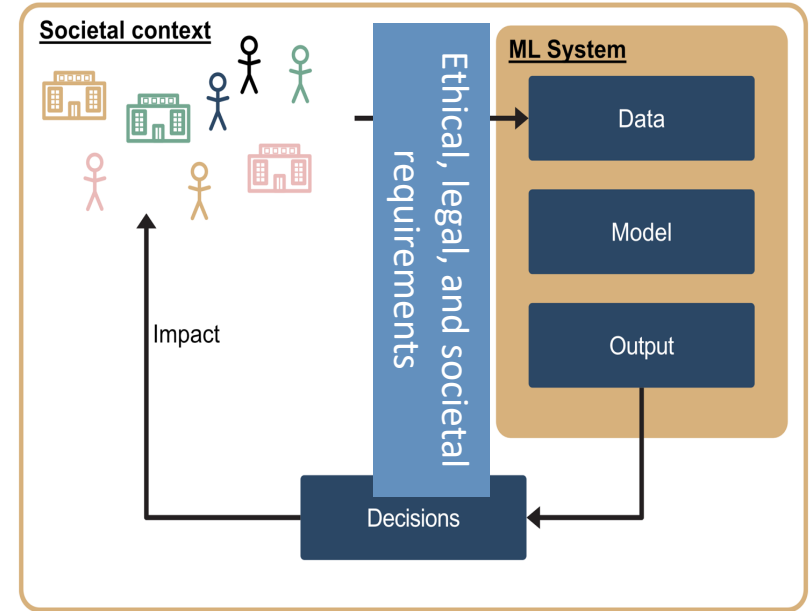 Societal context
ML System
Ethical, legal, and societal
requirements
Data
Model
Output
Impact
Decisions